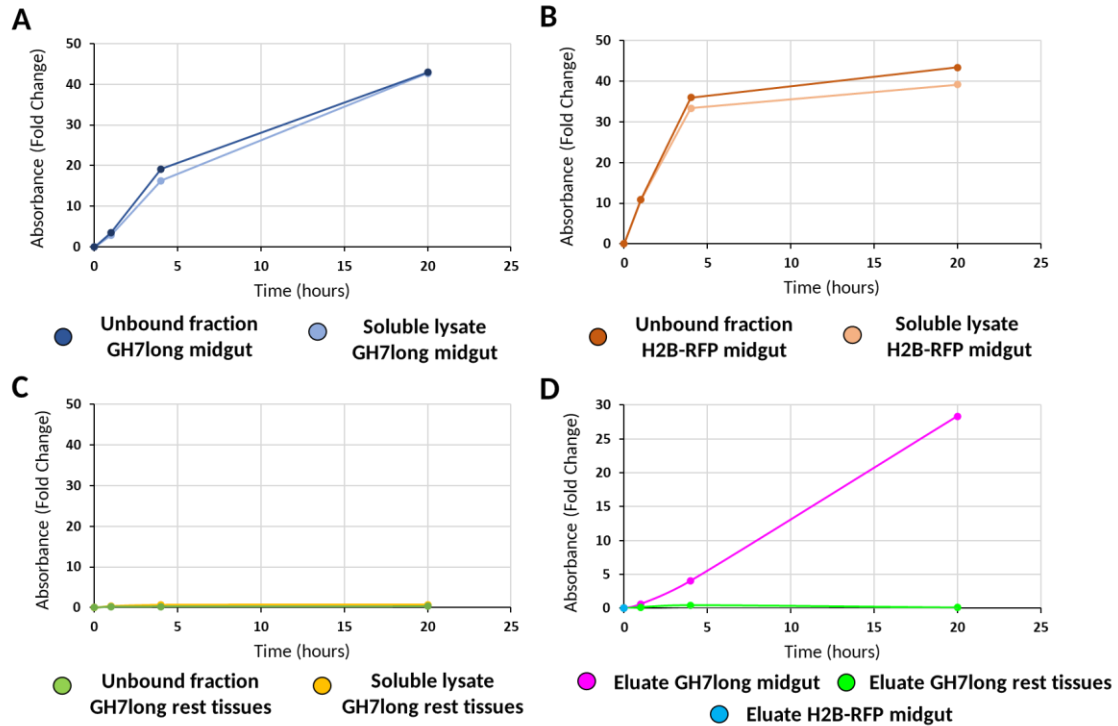 A
Absorbance (Fold Change)
50
40
30
20
10
0
0 5 10 15 20 25
Time (hours)
Unbound fraction
GH7long midgut
Soluble lysate
GH7long midgut
B
Absorbance (Fold Change)
50
40
30
20
10
0
0 5 10 15 20 25
Time (hours)
Unbound fraction
H2B-RFP midgut
Soluble lysate
H2B-RFP midgut
C
Absorbance (Fold Change)
50
40
30
20
10
0
0 5 10 15 20 25
Time (hours)
Unbound fraction
GH7long rest tissues
Soluble lysate
GH7long rest tissues
D
Absorbance (Fold Change)
30
25
20
15
10
5
0
0 5 10 15 20 25
Time (hours)
Eluate GH7long midgut
Eluate GH7long rest tissues
Eluate H2B-RFP midgut